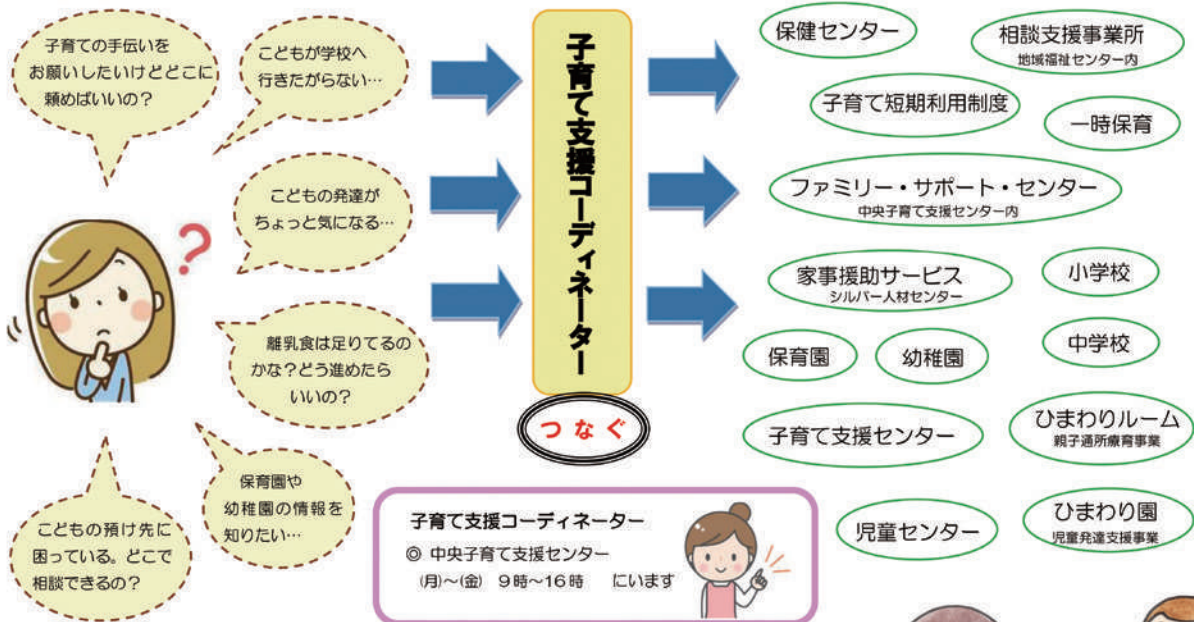 子育ての手伝いを
お願いしたいけどどこに
頼めばいいの？
こどもが学校へ
行きたがらない…
こどもの発達が
ちょっと気になる…
?
離乳食は足りてるの
かな？どう進めたら
いいの？
保育園や
幼稚園の情報を
知りたい…
こどもの預け先に
困っている。どこで
相談できるの？
子育て支援コーディネーター
つなぐ
子育て支援コーディネーター
◎ 中央子育て支援センター
(月)～(金)　9時～16時　にいます
保健センター
相談支援事業所
地域福祉センター内
子育て短期利用制度
一時保育
ファミリー・サポート・センター
中央子育て支援センター内
家事援助サービス
シルバー人材センター
小学校
保育園
幼稚園
中学校
子育て支援センター
ひまわりルーム
親子通所療育事業
児童センター
ひまわり園
児童発達支援事業